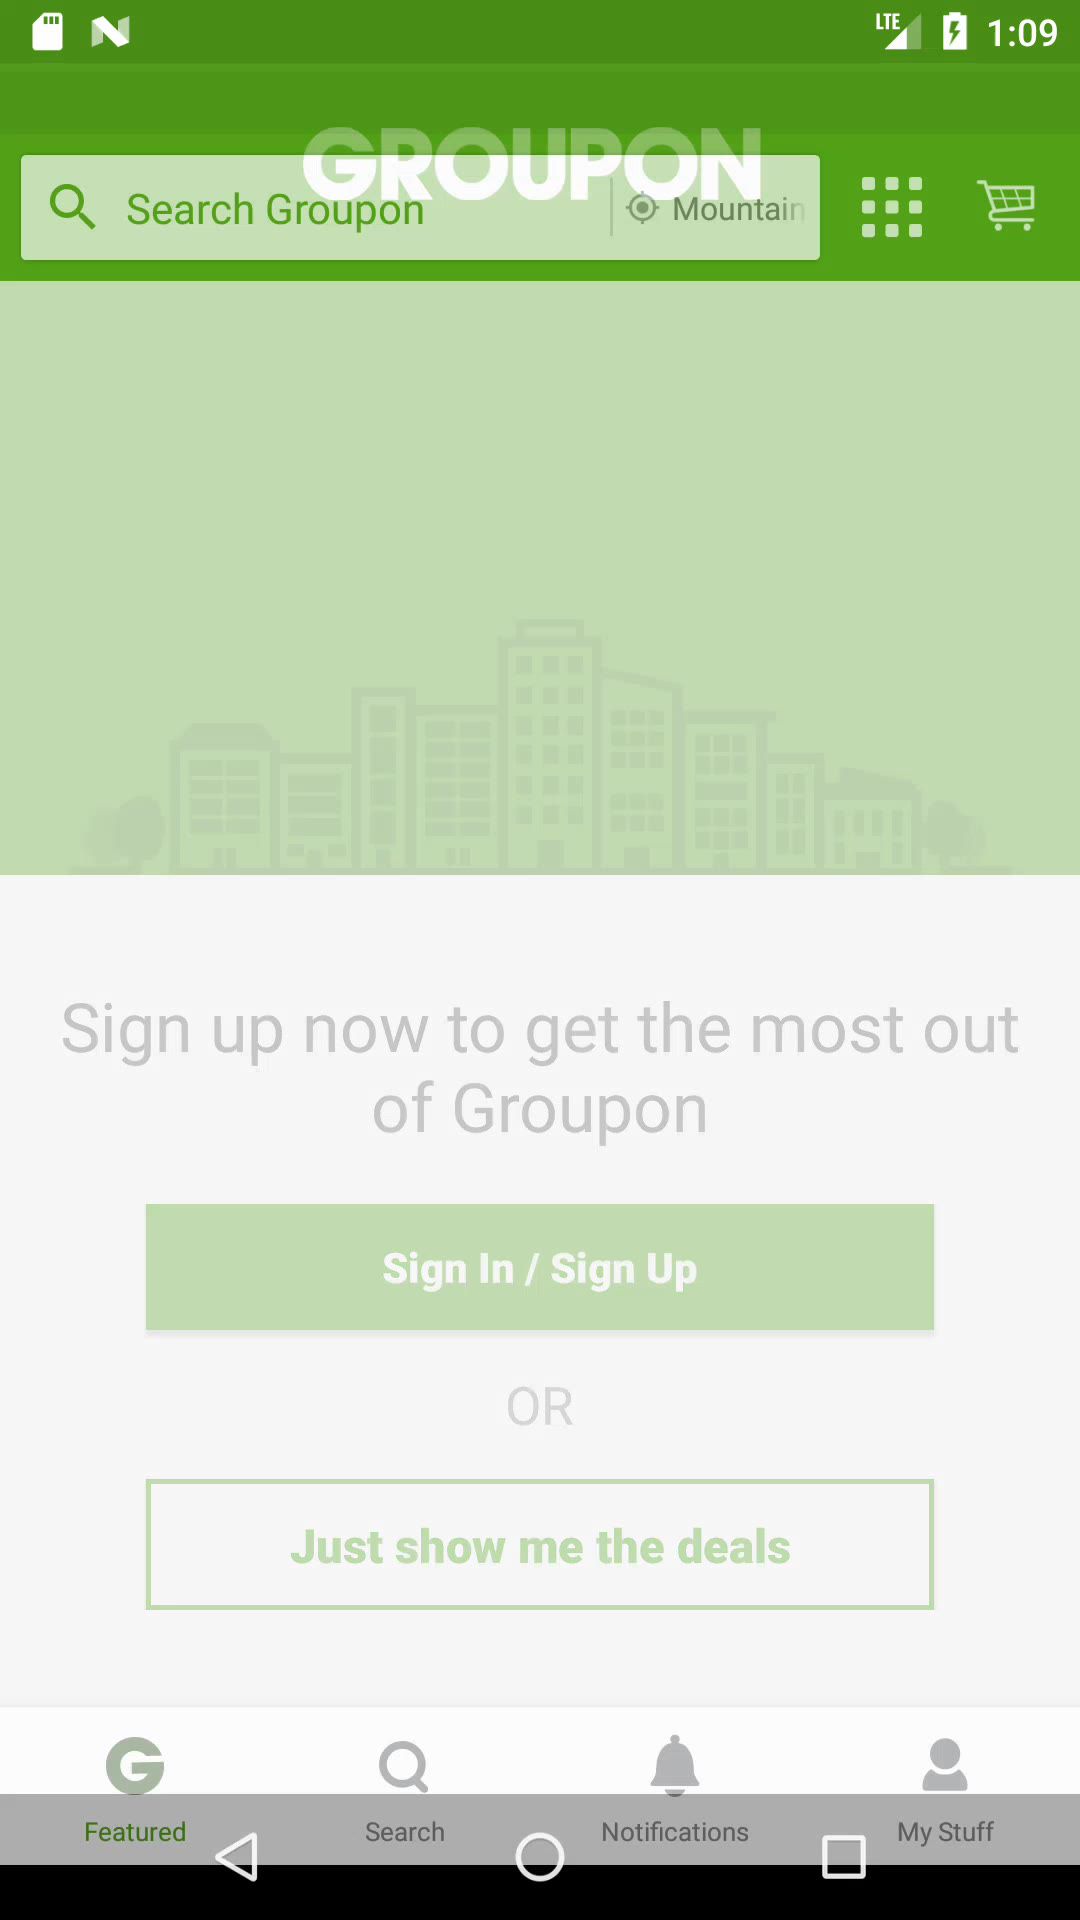 LTE 1:09
GROUPON
Search Groupon Mountain
Sign up now to get the most out
of Groupon
Sign In / Sign Up
OR
Just show me the deals
Featured Search Notifications My Stuff